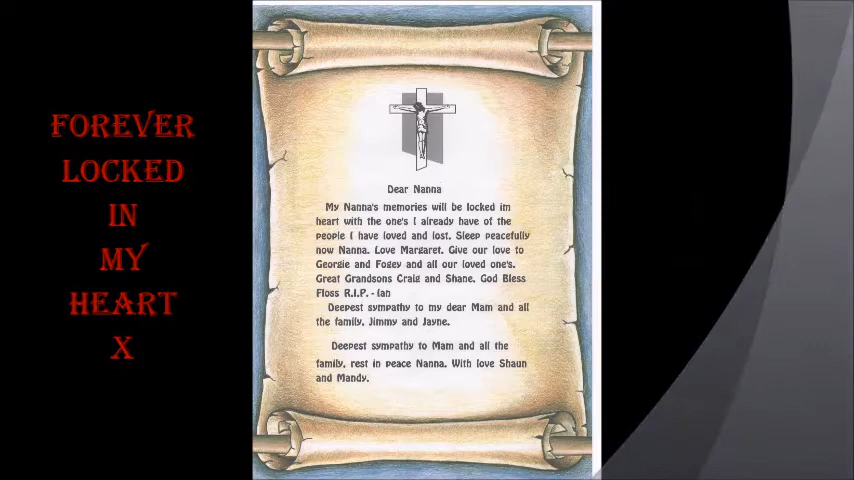 FOREVER
LOCKED
IN
MY
HEART
X
Dear Nanna
My Nanna's memories will be locked im
heart with the one's I already have of the
people I have loved and lost. Sleep peacefully
now Nanna. Love Margaret. Give our love to
Georgie and Fogey and all our loved one's.
Great Grandsons Craig and Shane. God Bless
Floss R.I.P. - Ian
Deepest sympathy to my dear Mam and all
the family, Jimmy and Jayne.
Deepest sympathy to Mam and all the
family, rest in peace Nanna. With love Shaun
and Mandy.